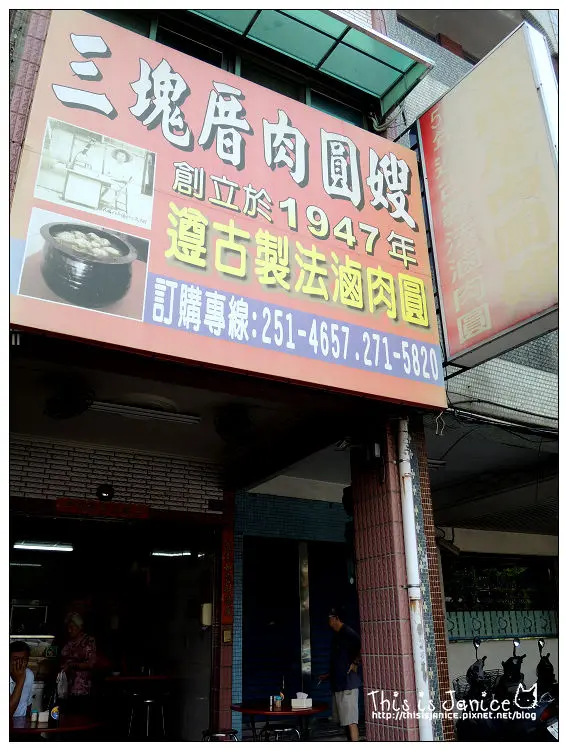 三塊厝肉圓嫂
創立於1947年
遵古製法滷肉圓
訂購專線:251-4657.271-5820
This is Janice
http://thisisjanice.pixnet.net/blog